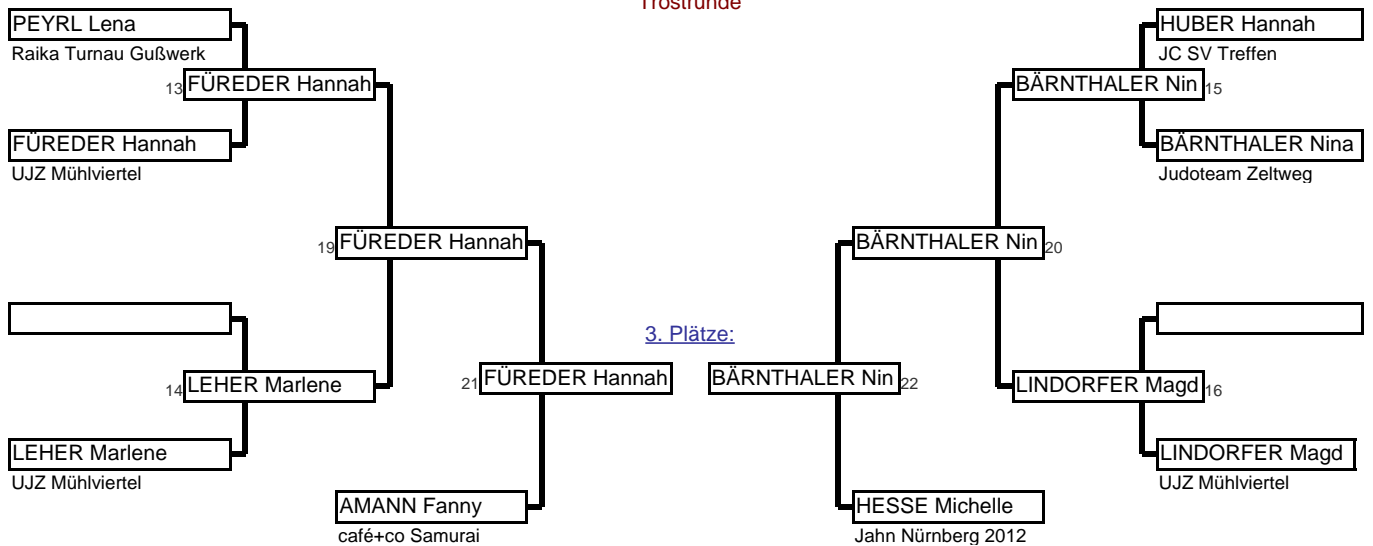 Trostrunde
PEYRL Lena
Raika Turnau Gußwerk
13 FÜREDER Hannah
FÜREDER Hannah
UJZ Mühlviertel
19 FÜREDER Hannah
14 LEHER Marlene
LEHER Marlene
UJZ Mühlviertel
21 FÜREDER Hannah
AMANN Fanny
café+co Samurai
3. Plätze:
HUBER Hannah
JC SV Treffen
BÄRNTHALER Nin 15
BÄRNTHALER Nina
Judoteam Zeltweg
BÄRNTHALER Nin 20
BÄRNTHALER Nin 22
LINDORFER Magd 16
LINDORFER Magd
UJZ Mühlviertel
HESSE Michelle
Jahn Nürnberg 2012